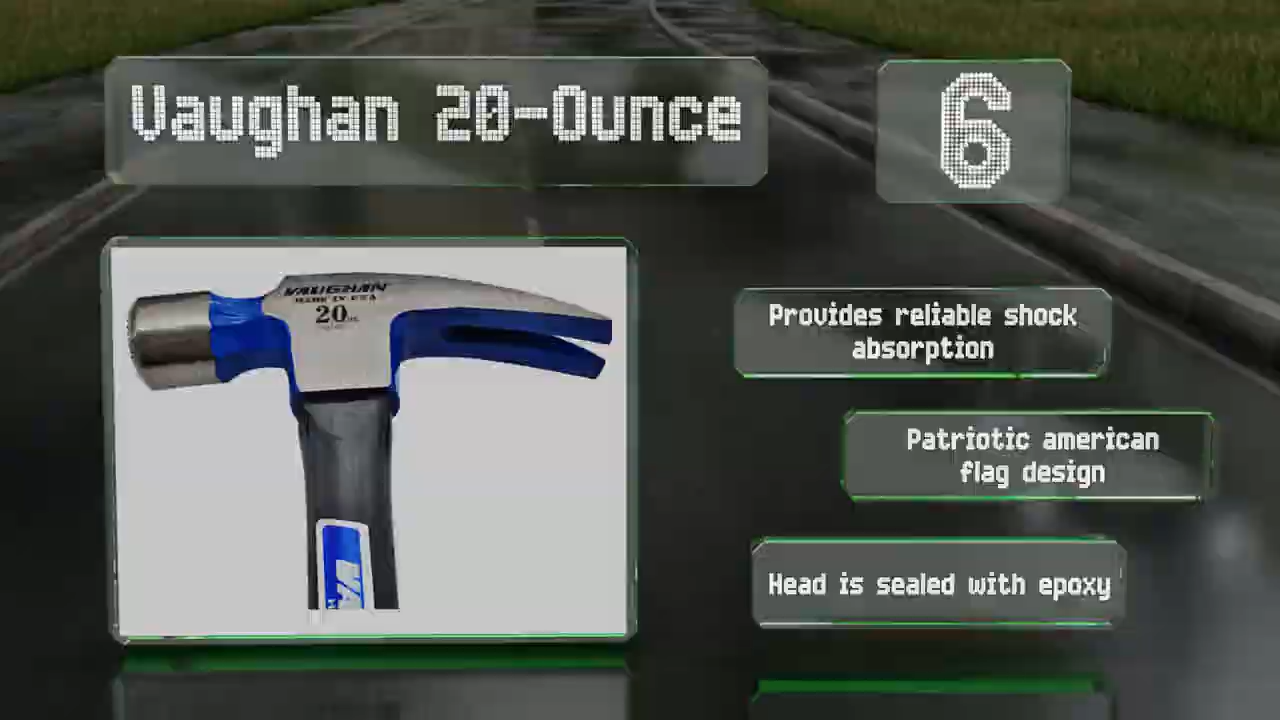 Vaughan 20-Ounce
6
VAUGHAN
MADE IN USA
20
VA
Provides reliable shock
absorption
Patriotic american
flag design
Head is sealed with epoxy